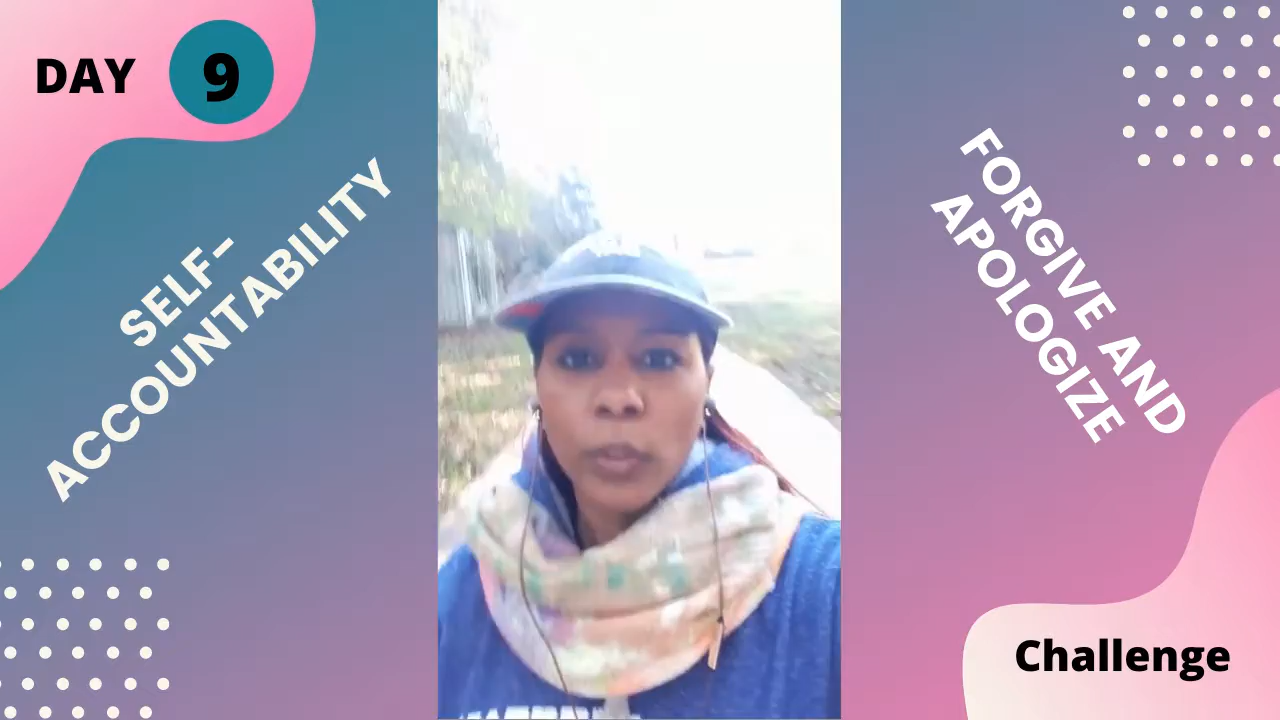 DAY 9
SELF-
ACCOUNTABILITY
FORGIVE AND
APOLOGIZE
Challenge